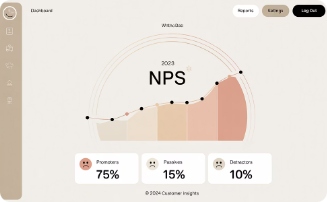 Dashboard
Reports
Settings
Log Out
2023
NPS
Promoters
75%
Passives
15%
Detractors
10%
© 2024 Customer Insights